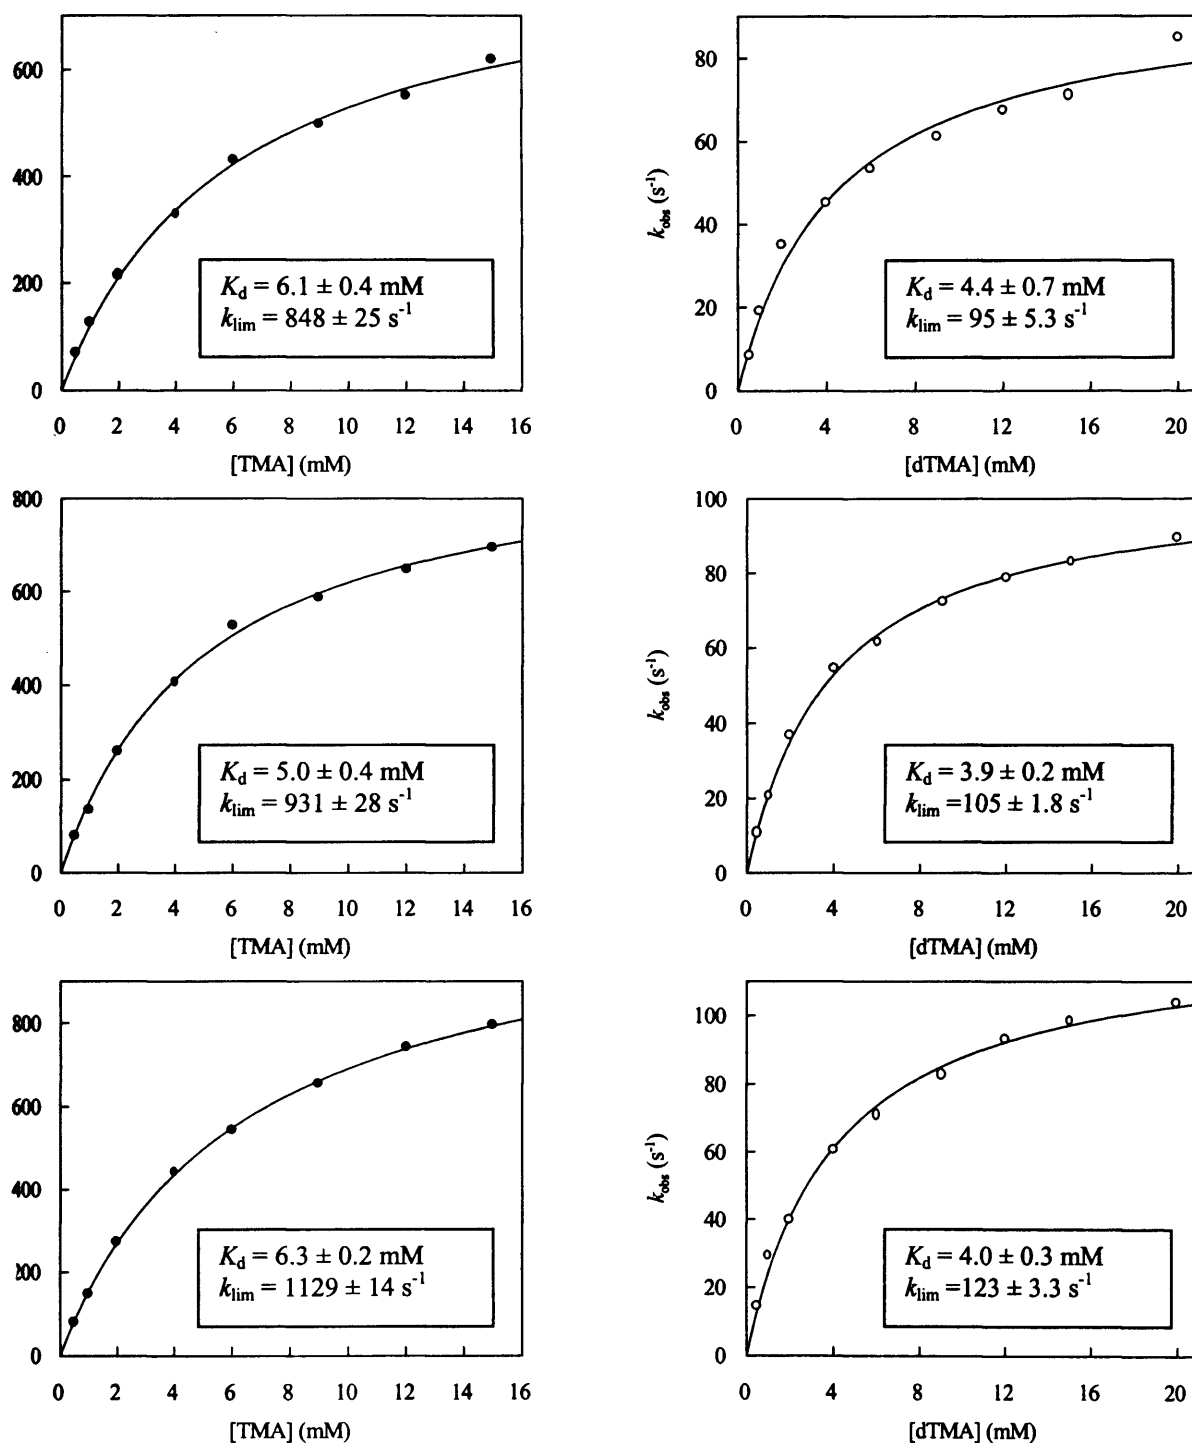 600
400
200
0
K_d = 6.1 ± 0.4 mM
k_lim = 848 ± 25 s⁻¹
0 2 4 6 8 10 12 14 16
[TMA] (mM)
80
60
40
20
0
k_obs (s⁻¹)
K_d = 4.4 ± 0.7 mM
k_lim = 95 ± 5.3 s⁻¹
0 4 8 12 16 20
[dTMA] (mM)
800
600
400
200
0
K_d = 5.0 ± 0.4 mM
k_lim = 931 ± 28 s⁻¹
0 2 4 6 8 10 12 14 16
[TMA] (mM)
100
80
60
40
20
0
k_obs (s⁻¹)
K_d = 3.9 ± 0.2 mM
k_lim =105 ± 1.8 s⁻¹
0 4 8 12 16 20
[dTMA] (mM)
800
600
400
200
0
K_d = 6.3 ± 0.2 mM
k_lim = 1129 ± 14 s⁻¹
0 2 4 6 8 10 12 14 16
[TMA] (mM)
100
80
60
40
20
0
k_obs (s⁻¹)
K_d = 4.0 ± 0.3 mM
k_lim =123 ± 3.3 s⁻¹
0 4 8 12 16 20
[dTMA] (mM)